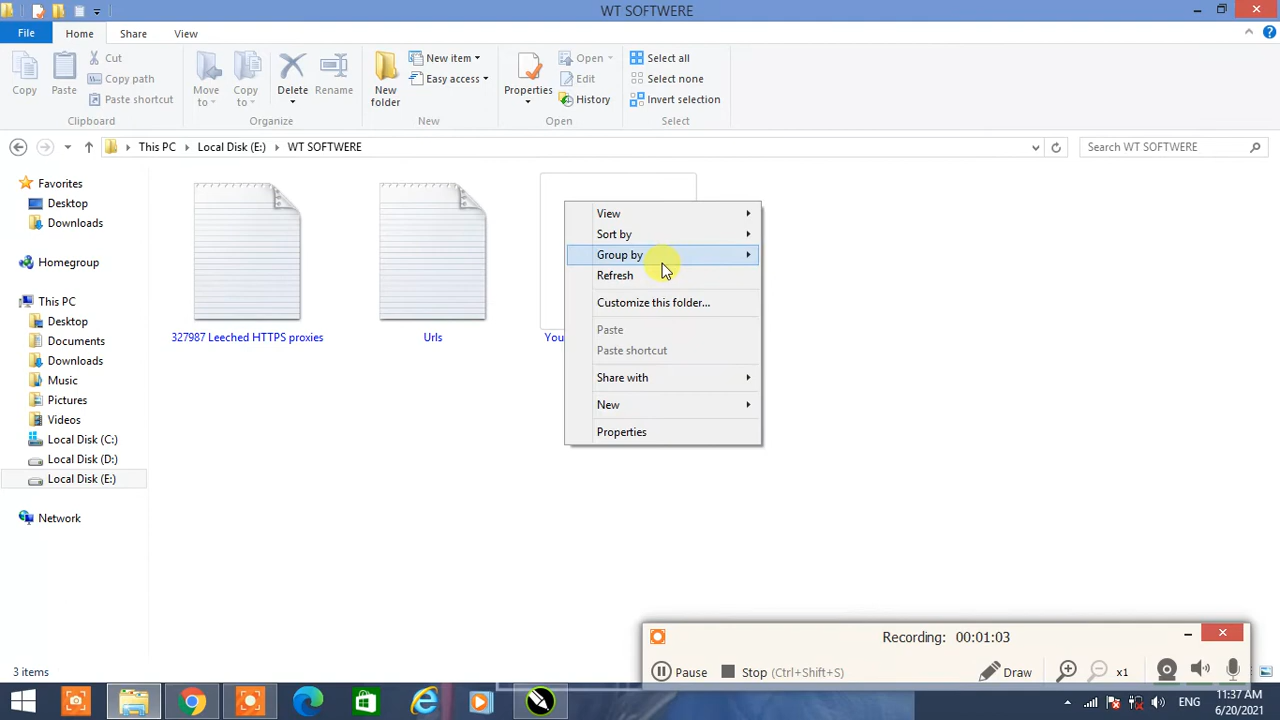 WT SOFTWERE
File
Home
Share
View
Copy
Paste
Cut
Copy path
Paste shortcut
Clipboard
Move to
Copy to
Delete
Rename
Organize
New folder
New item
Easy access
New
Properties
Open
Edit
History
Open
Select all
Select none
Invert selection
Select
This PC
Local Disk (E:)
WT SOFTWERE
Search WT SOFTWERE
Favorites
Desktop
Downloads
Homegroup
This PC
Desktop
Documents
Downloads
Music
Pictures
Videos
Local Disk (C:)
Local Disk (D:)
Local Disk (E:)
Network
327987 Leeched HTTPS proxies
Urls
You
View
Sort by
Group by
Refresh
Customize this folder...
Paste
Paste shortcut
Share with
New
Properties
3 items
Recording: 00:01:03
Pause
Stop (Ctrl+Shift+S)
Draw
x1
ENG
11:37 AM
6/20/2021